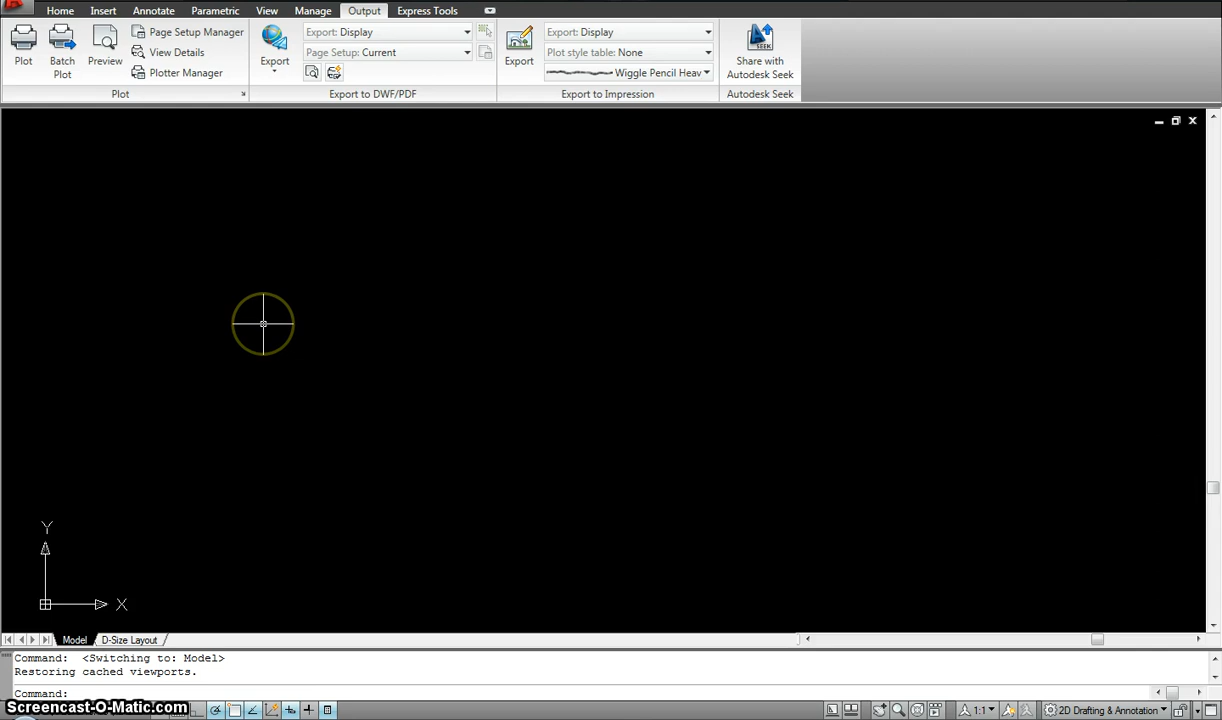 Home Insert Annotate Parametric View Manage Output Express Tools
Page Setup Manager
View Details
Plotter Manager
Plot
Batch Plot
Preview
Export
Export: Display
Page Setup: Current
Export
Export: Display
Plot style table: None
Wiggle Pencil Heav
Share with
Autodesk Seek
Plot Export to DWF/PDF Export to Impression Autodesk Seek
Y
X
Model D-Size Layout
Command: <Switching to: Model>
Restoring cached viewports.
Command:
Screencast-O-Matic.com
1:1
2D Drafting & Annotation